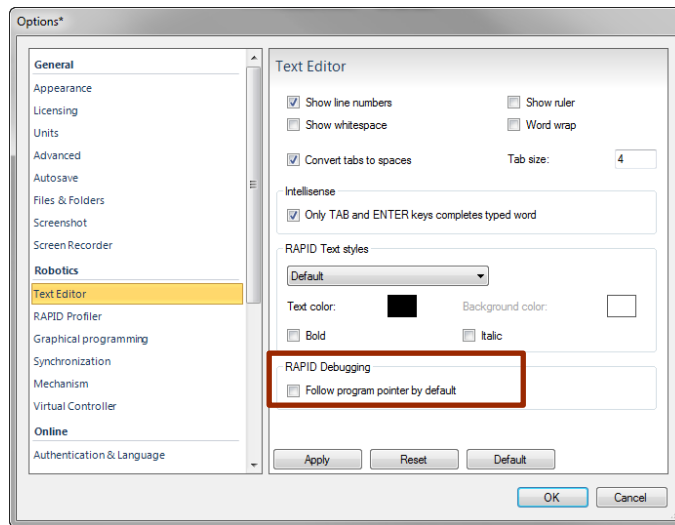 Options*
General
Appearance
Licensing
Units
Advanced
Autosave
Files & Folders
Screenshot
Screen Recorder
Robotics
Text Editor
RAPID Profiler
Graphical programming
Synchronization
Mechanism
Virtual Controller
Online
Authentication & Language
Text Editor
Show line numbers
Show ruler
Show whitespace
Word wrap
Convert tabs to spaces
Tab size: 4
Intellisense
Only TAB and ENTER keys completes typed word
RAPID Text styles
Default
Text color:
Background color:
Bold
Italic
RAPID Debugging
Follow program pointer by default
Apply Reset Default
OK Cancel